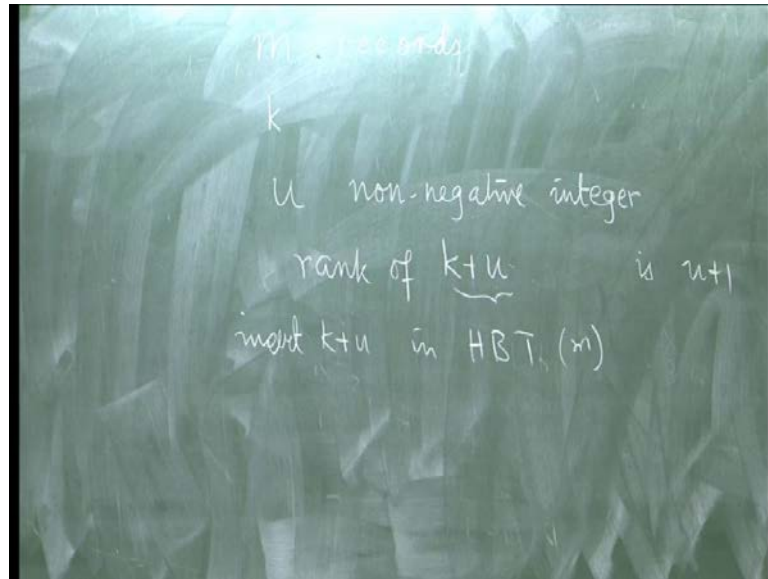 m records
k
u non-negative integer
rank of k+u is u+1
insert k+u in HBT (m)